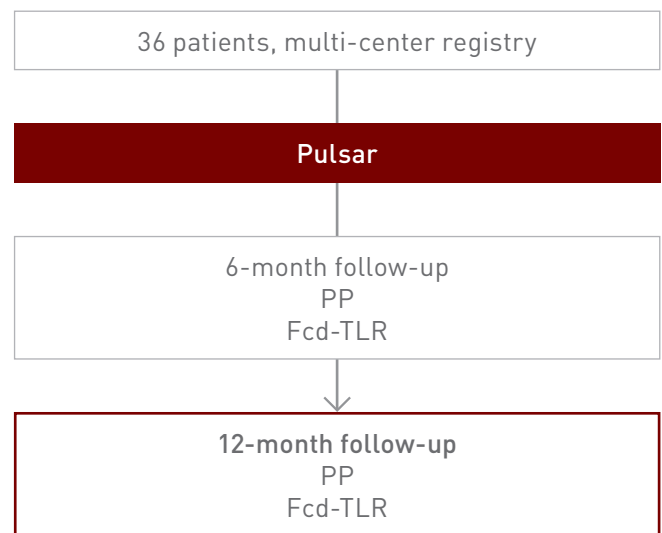 36 patients, multi-center registry
Pulsar
6-month follow-up
PP
Fcd-TLR
12-month follow-up
PP
Fcd-TLR